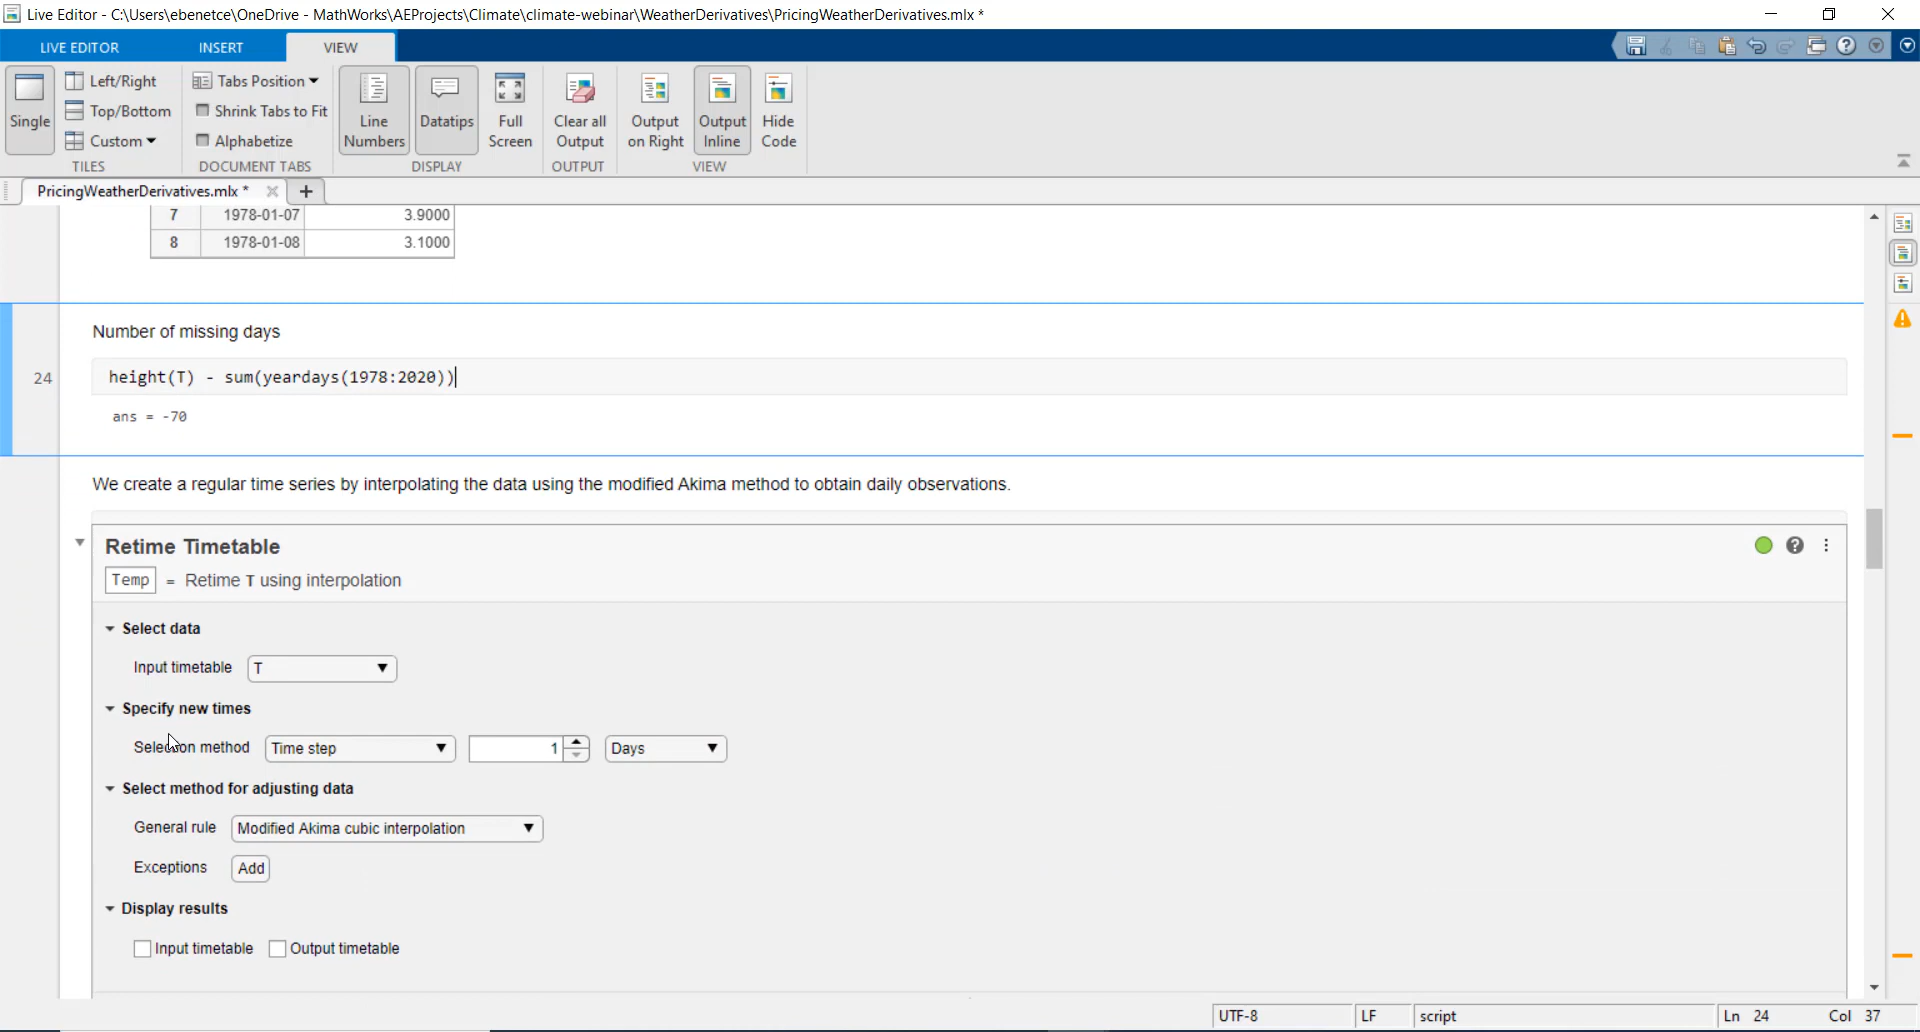 Live Editor - C:\Users\ebenetce\OneDrive - MathWorks\AEProjects\Climate\climate-webinar\WeatherDerivatives\PricingWeatherDerivatives.mlx *
LIVE EDITOR INSERT VIEW
Single
Left/Right
Top/Bottom
Custom
TILES
Tabs Position
Shrink Tabs to Fit
Alphabetize
DOCUMENT TABS
Line Numbers
Datatips
Full Screen
DISPLAY
Clear all Output
OUTPUT
Output on Right
Output Inline
Hide Code
VIEW
PricingWeatherDerivatives.mlx *
7 1978-01-07 3.9000
8 1978-01-08 3.1000
Number of missing days
24 height(T) - sum(yeardays(1978:2020))
ans = -70
We create a regular time series by interpolating the data using the modified Akima method to obtain daily observations.
Retime Timetable
Temp = Retime T using interpolation
Select data
Input timetable T
Specify new times
Selection method Time step 1 Days
Select method for adjusting data
General rule Modified Akima cubic interpolation
Exceptions Add
Display results
Input timetable Output timetable
UTF-8 LF script Ln 24 Col 37